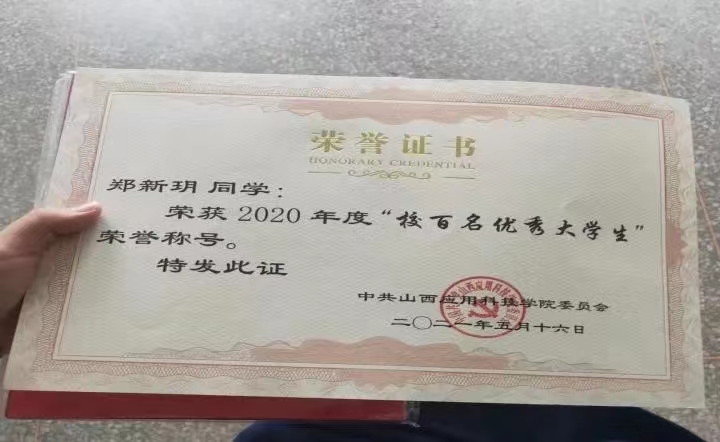 荣誉证书
HONORARY CREDENTIAL
郑新玥 同学：
荣获 2020 年度“校百名优秀大学生”
荣誉称号。
特发此证
中共山西应用科技学院委员会
二〇二一年五月十六日